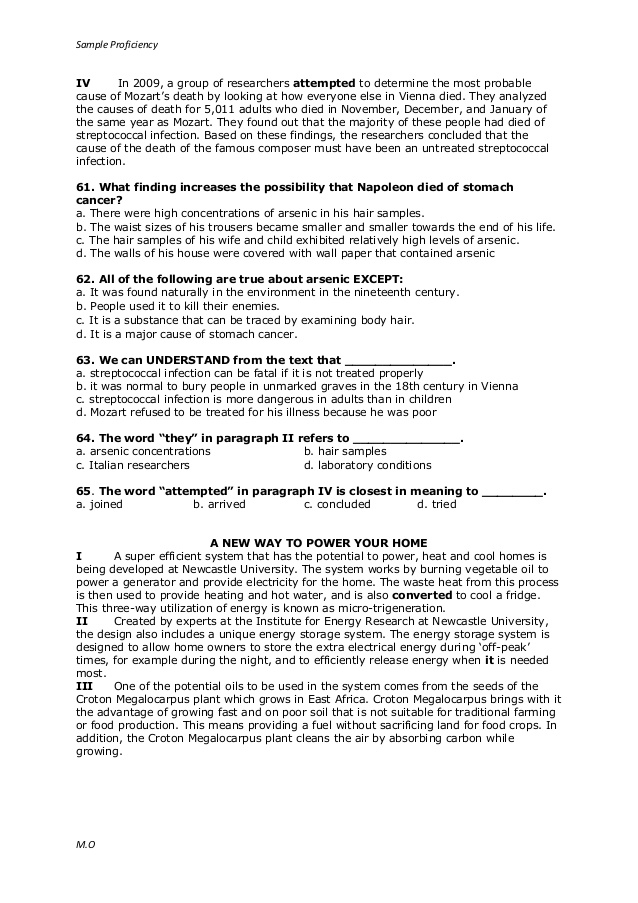 Sample Proficiency
IV In 2009, a group of researchers attempted to determine the most probable
cause of Mozart's death by looking at how everyone else in Vienna died. They analyzed
the causes of death for 5,011 adults who died in November, December, and January of
the same year as Mozart. They found out that the majority of these people had died of
streptococcal infection. Based on these findings, the researchers concluded that the
cause of the death of the famous composer must have been an untreated streptococcal
infection.
61. What finding increases the possibility that Napoleon died of stomach
cancer?
a. There were high concentrations of arsenic in his hair samples.
b. The waist sizes of his trousers became smaller and smaller towards the end of his life.
c. The hair samples of his wife and child exhibited relatively high levels of arsenic.
d. The walls of his house were covered with wall paper that contained arsenic
62. All of the following are true about arsenic EXCEPT:
a. It was found naturally in the environment in the nineteenth century.
b. People used it to kill their enemies.
c. It is a substance that can be traced by examining body hair.
d. It is a major cause of stomach cancer.
63. We can UNDERSTAND from the text that _______________.
a. streptococcal infection can be fatal if it is not treated properly
b. it was normal to bury people in unmarked graves in the 18th century in Vienna
c. streptococcal infection is more dangerous in adults than in children
d. Mozart refused to be treated for his illness because he was poor
64. The word “they” in paragraph II refers to _______________.
a. arsenic concentrations b. hair samples
c. Italian researchers d. laboratory conditions
65. The word “attempted” in paragraph IV is closest in meaning to ________.
a. joined b. arrived c. concluded d. tried
A NEW WAY TO POWER YOUR HOME
I A super efficient system that has the potential to power, heat and cool homes is
being developed at Newcastle University. The system works by burning vegetable oil to
power a generator and provide electricity for the home. The waste heat from this process
is then used to provide heating and hot water, and is also converted to cool a fridge.
This three-way utilization of energy is known as micro-trigeneration.
II Created by experts at the Institute for Energy Research at Newcastle University,
the design also includes a unique energy storage system. The energy storage system is
designed to allow home owners to store the extra electrical energy during ‘off-peak’
times, for example during the night, and to efficiently release energy when it is needed
most.
III One of the potential oils to be used in the system comes from the seeds of the
Croton Megalocarpus plant which grows in East Africa. Croton Megalocarpus brings with it
the advantage of growing fast and on poor soil that is not suitable for traditional farming
or food production. This means providing a fuel without sacrificing land for food crops. In
addition, the Croton Megalocarpus plant cleans the air by absorbing carbon while
growing.
M.O